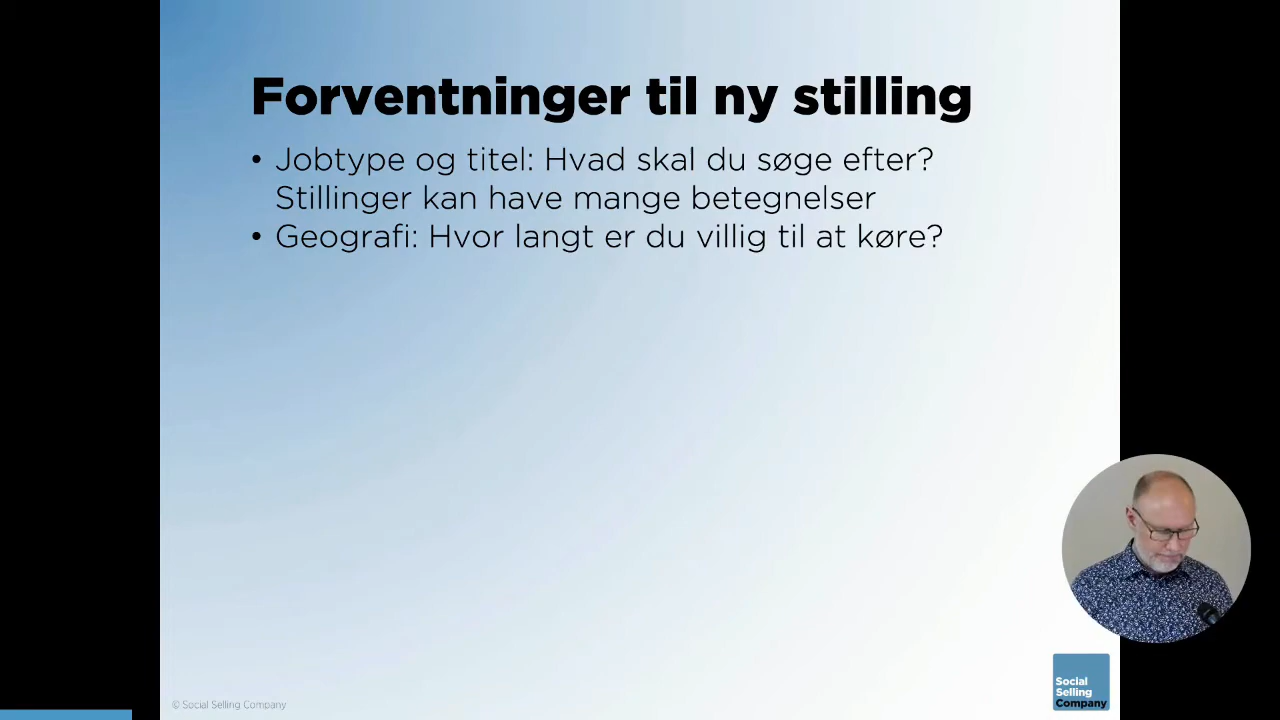 Forventninger til ny stilling
• Jobtype og titel: Hvad skal du søge efter?
Stillinger kan have mange betegnelser
• Geografi: Hvor langt er du villig til at køre?
© Social Selling Company
Social
Selling
Company